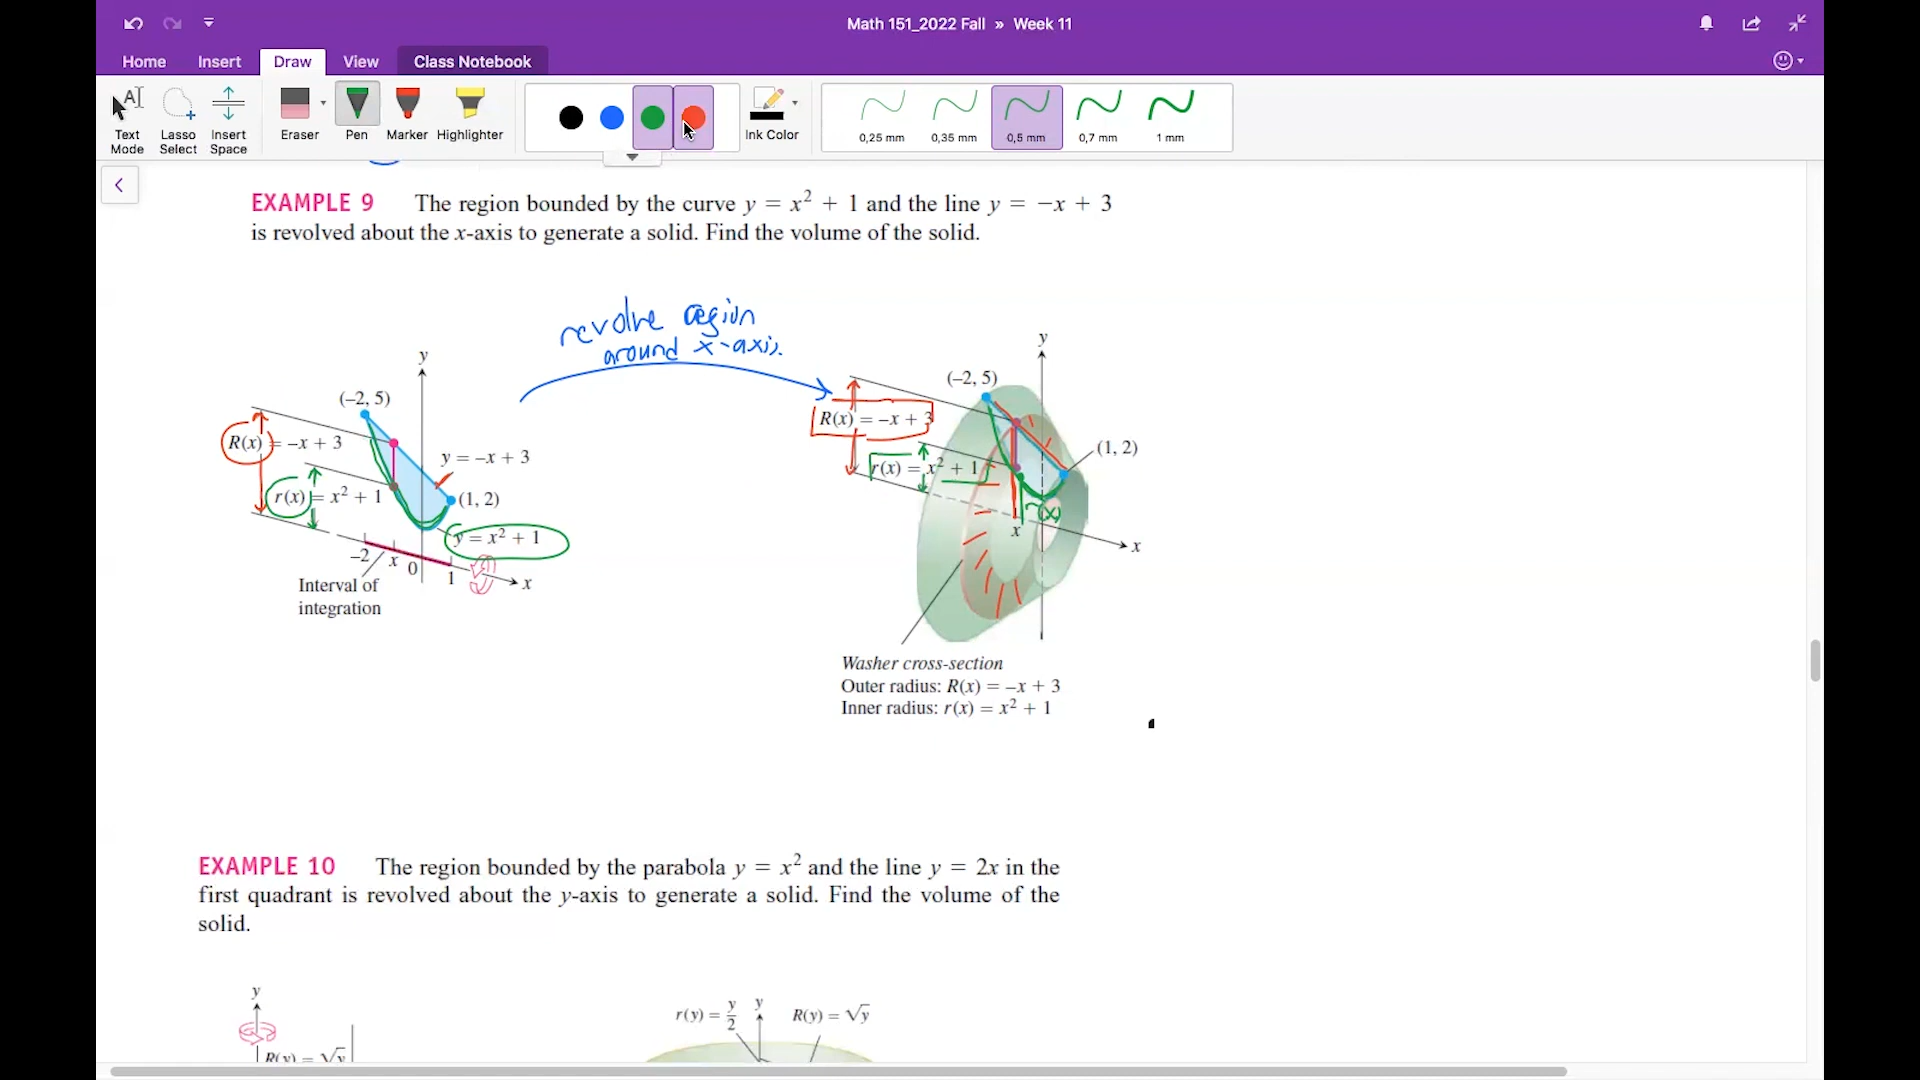 Math 151_2022 Fall » Week 11
Home Insert Draw View Class Notebook
Text Mode
Lasso Select
Insert Space
Eraser
Pen
Marker
Highlighter
Ink Color
0,25 mm
0,35 mm
0,5 mm
0,7 mm
1 mm
EXAMPLE 9 The region bounded by the curve y = x² + 1 and the line y = −x + 3
is revolved about the x-axis to generate a solid. Find the volume of the solid.
revolve region
around x-axis.
y
(−2, 5)
R(x) = −x + 3
y = −x + 3
r(x) = x² + 1
(1, 2)
y = x² + 1
−2 x 0 1 x
Interval of
integration
y
(−2, 5)
R(x) = −x + 3
(1, 2)
r(x) = x² + 1
r(x)
x
x
Washer cross-section
Outer radius: R(x) = −x + 3
Inner radius: r(x) = x² + 1
EXAMPLE 10 The region bounded by the parabola y = x² and the line y = 2x in the
first quadrant is revolved about the y-axis to generate a solid. Find the volume of the
solid.
y
R(y) = √y
r(y) = y/2
y
R(y) = √y